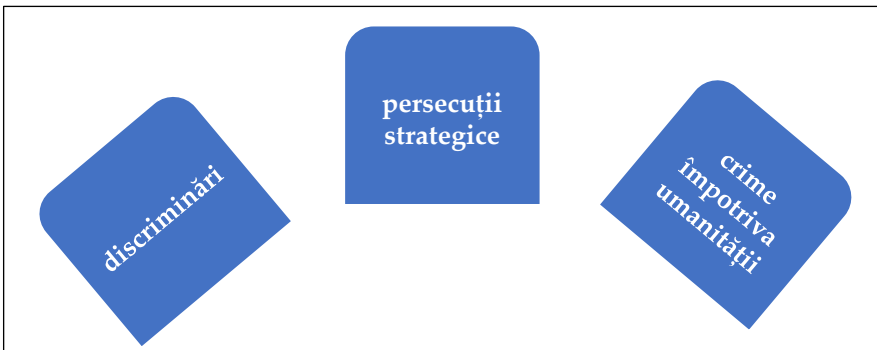 discriminări
persecuții
strategice
crime
împotriva
umanității